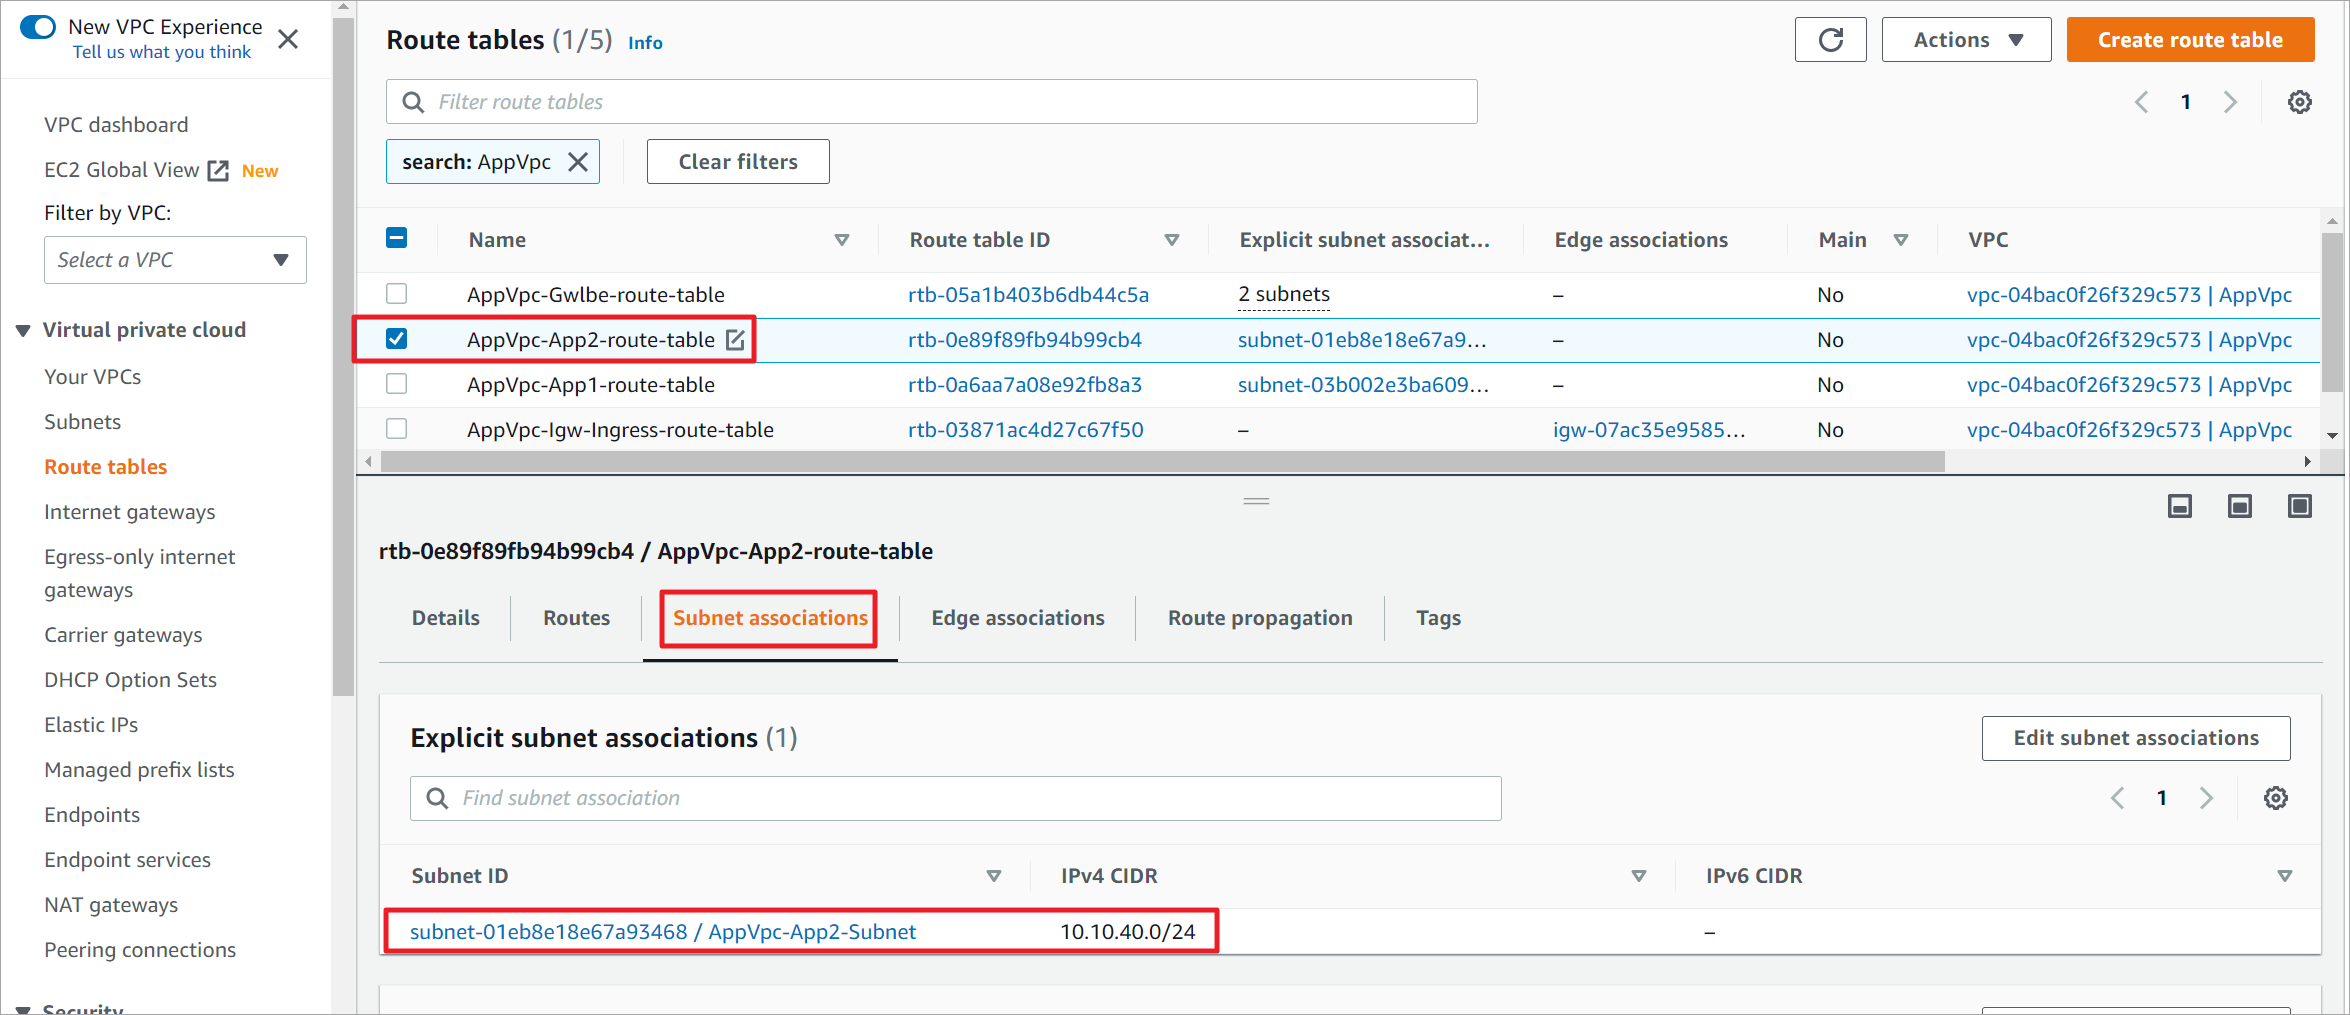 New VPC Experience
Tell us what you think
VPC dashboard
EC2 Global View New
Filter by VPC:
Select a VPC
Virtual private cloud
Your VPCs
Subnets
Route tables
Internet gateways
Egress-only internet
gateways
Carrier gateways
DHCP Option Sets
Elastic IPs
Managed prefix lists
Endpoints
Endpoint services
NAT gateways
Peering connections
Security
Route tables (1/5) Info
Actions
Create route table
Filter route tables
1
search: AppVpc
Clear filters
Name Route table ID Explicit subnet associat... Edge associations Main VPC
AppVpc-Gwlbe-route-table rtb-05a1b403b6db44c5a 2 subnets – No vpc-04bac0f26f329c573 | AppVpc
AppVpc-App2-route-table rtb-0e89f89fb94b99cb4 subnet-01eb8e18e67a9... – No vpc-04bac0f26f329c573 | AppVpc
AppVpc-App1-route-table rtb-0a6aa7a08e92fb8a3 subnet-03b002e3ba609... – No vpc-04bac0f26f329c573 | AppVpc
AppVpc-Igw-Ingress-route-table rtb-03871ac4d27c67f50 – igw-07ac35e9585... No vpc-04bac0f26f329c573 | AppVpc
rtb-0e89f89fb94b99cb4 / AppVpc-App2-route-table
Details Routes Subnet associations Edge associations Route propagation Tags
Explicit subnet associations (1)
Edit subnet associations
Find subnet association
1
Subnet ID IPv4 CIDR IPv6 CIDR
subnet-01eb8e18e67a93468 / AppVpc-App2-Subnet 10.10.40.0/24 –